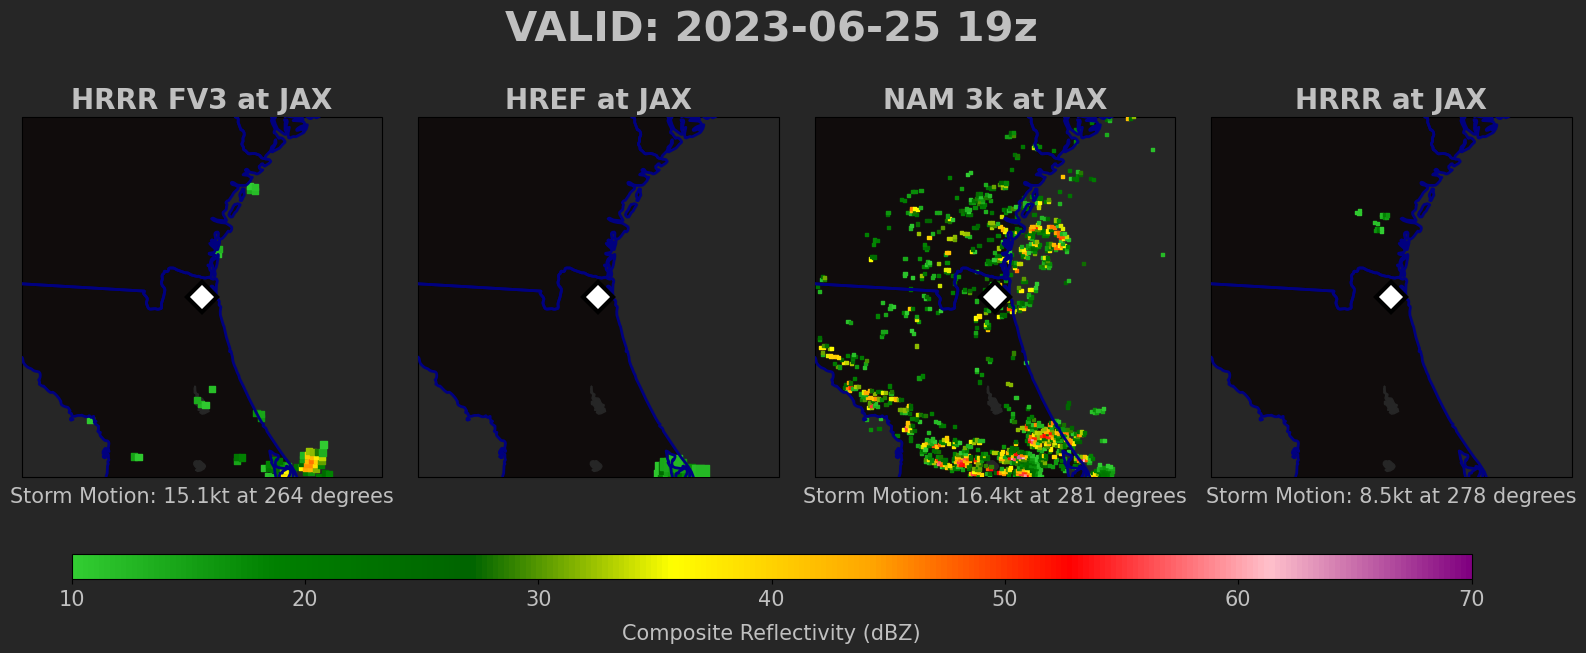 VALID: 2023-06-25 19z
HRRR FV3 at JAX
HREF at JAX
NAM 3k at JAX
HRRR at JAX
Storm Motion: 15.1kt at 264 degrees
Storm Motion: 16.4kt at 281 degrees
Storm Motion: 8.5kt at 278 degrees
10 20 30 40 50 60 70
Composite Reflectivity (dBZ)